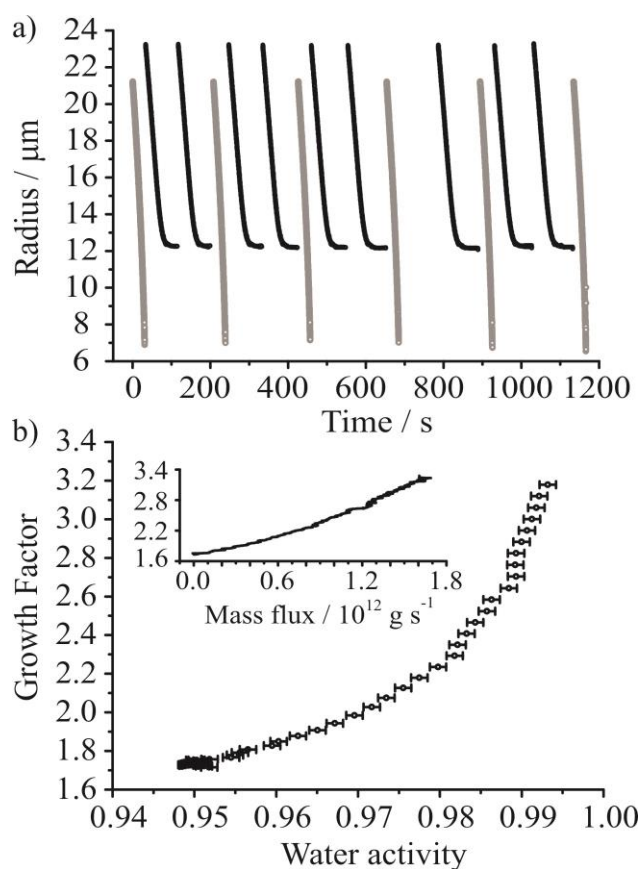 a)
24
22
20
18
16
14
12
10
8
6
Radius / μm
0 200 400 600 800 1000 1200
Time / s
b)
3.4
3.2
3.0
2.8
2.6
2.4
2.2
2.0
1.8
1.6
Growth Factor
3.4
2.8
2.2
1.6
0.0 0.6 1.2 1.8
Mass flux / 10¹² g s⁻¹
0.94 0.95 0.96 0.97 0.98 0.99 1.00
Water activity